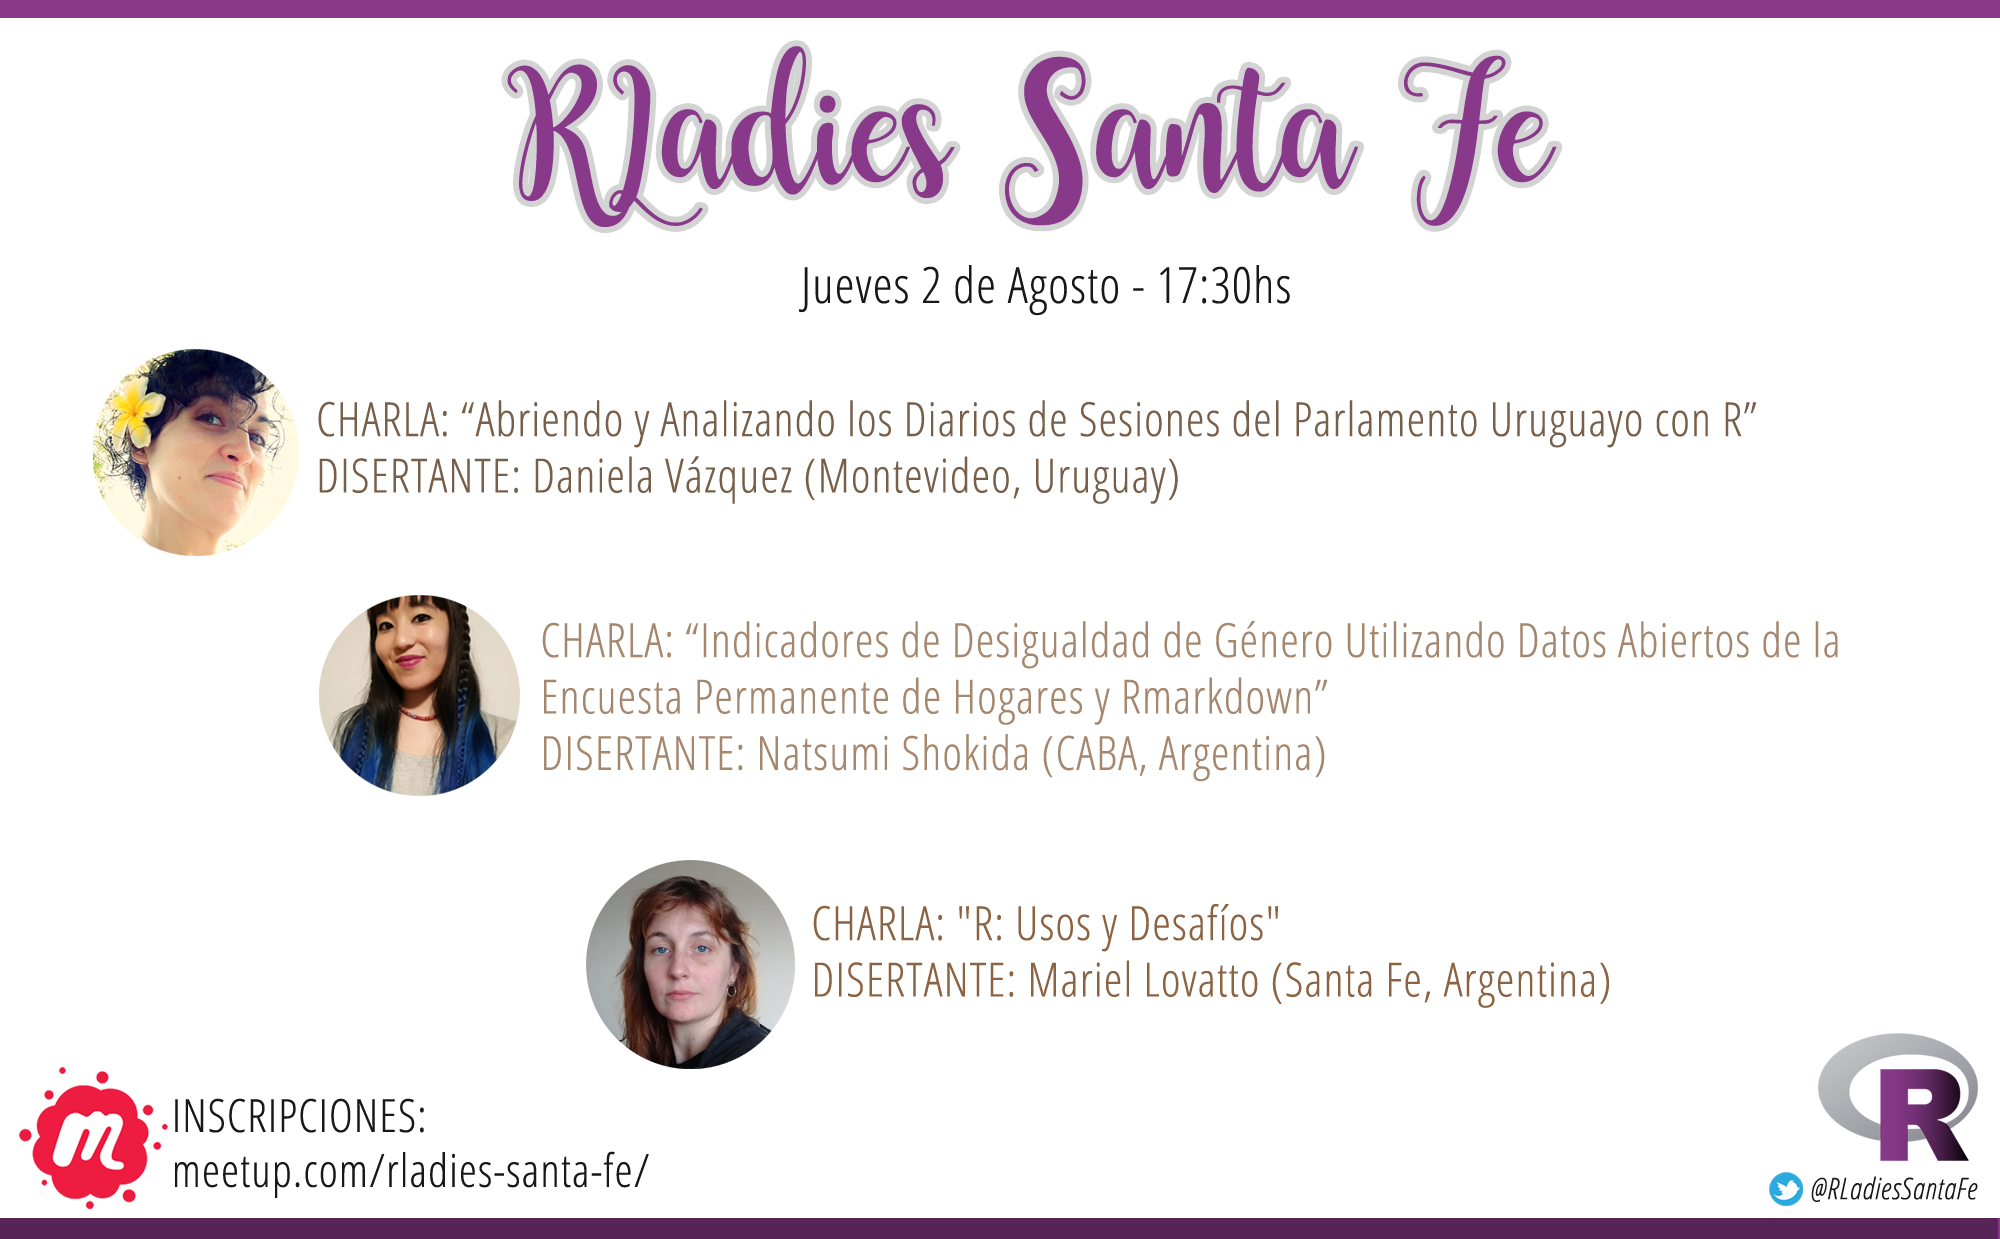 RLadies Santa Fe
Jueves 2 de Agosto - 17:30hs
CHARLA: “Abriendo y Analizando los Diarios de Sesiones del Parlamento Uruguayo con R”
DISERTANTE: Daniela Vázquez (Montevideo, Uruguay)
CHARLA: “Indicadores de Desigualdad de Género Utilizando Datos Abiertos de la
Encuesta Permanente de Hogares y Rmarkdown”
DISERTANTE: Natsumi Shokida (CABA, Argentina)
CHARLA: "R: Usos y Desafíos"
DISERTANTE: Mariel Lovatto (Santa Fe, Argentina)
m
INSCRIPCIONES:
meetup.com/rladies-santa-fe/
R
@RLadiesSantaFe